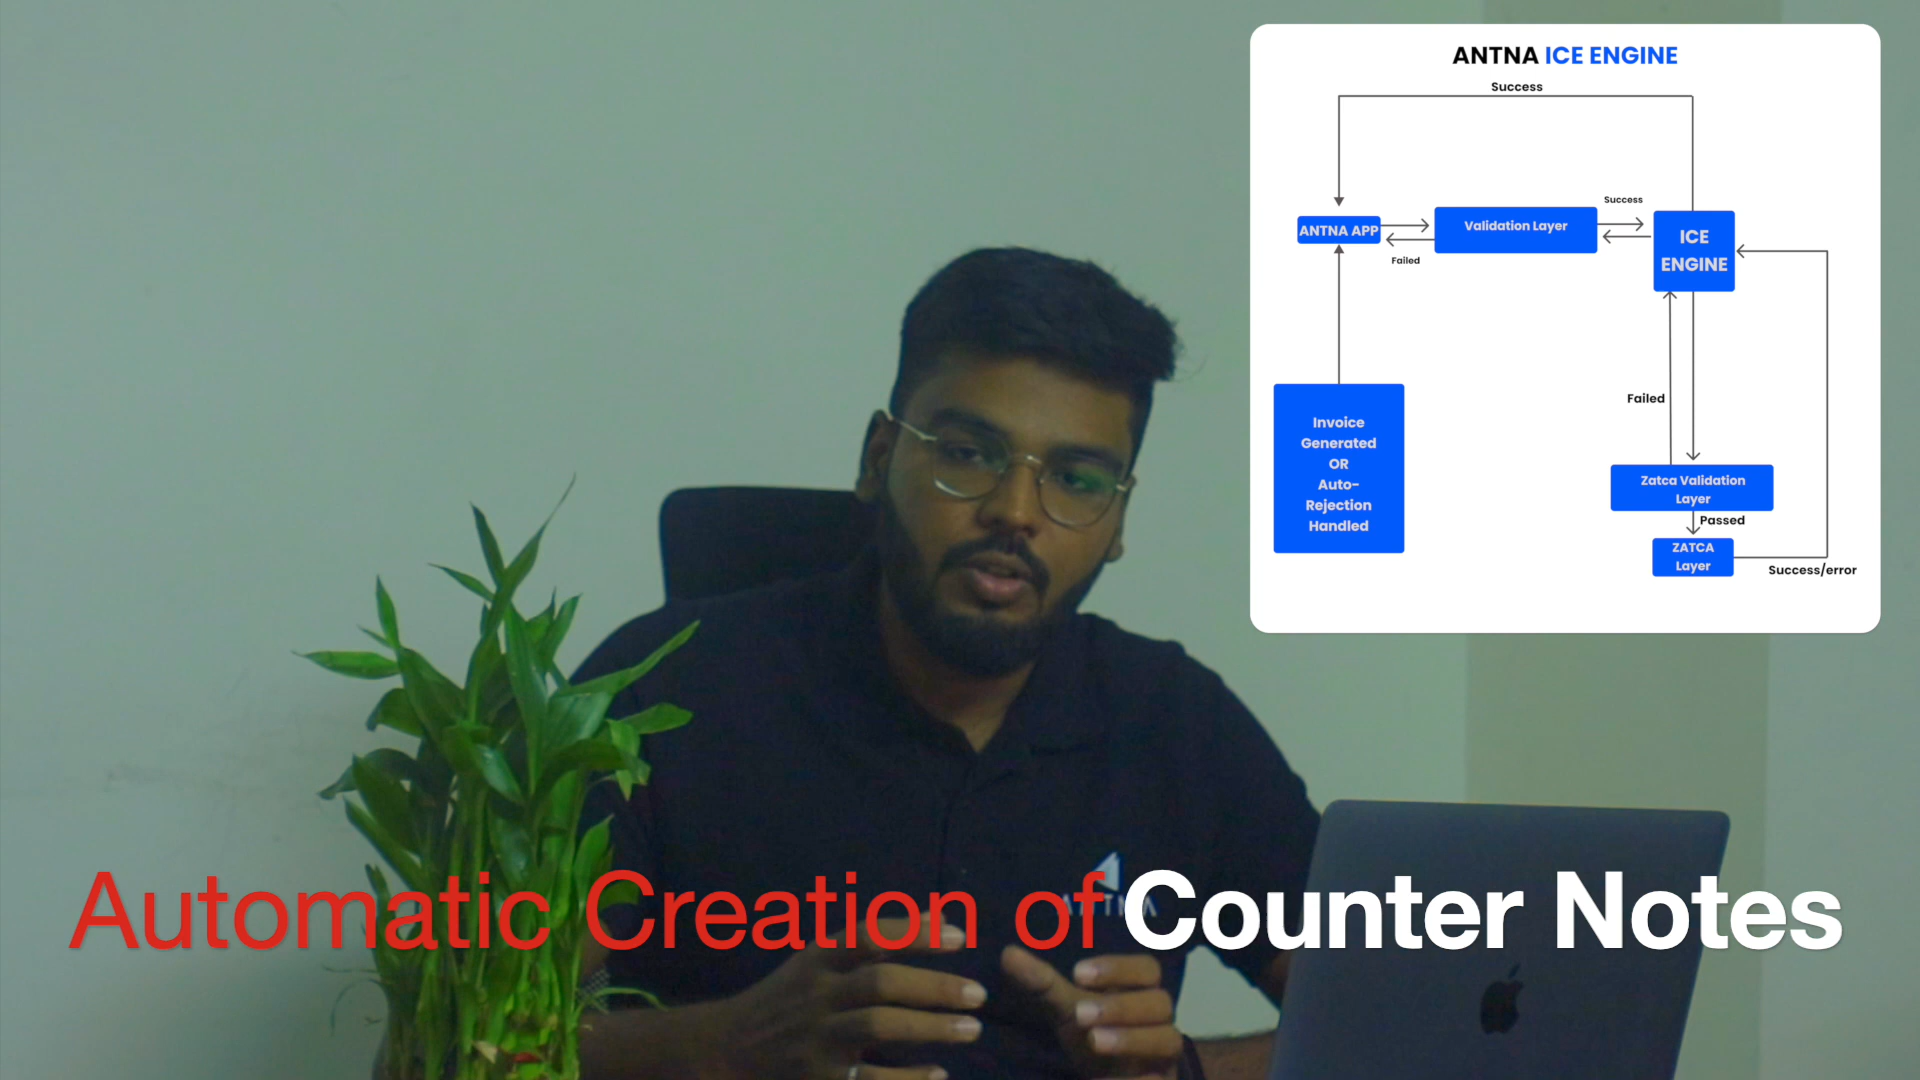 ANTNA ICE ENGINE
Success
Success
ANTNA APP
Validation Layer
ICE
ENGINE
Failed
Failed
Invoice
Generated
OR
Auto-
Rejection
Handled
Zatca Validation
Layer
Passed
ZATCA
Layer
Success/error
Automatic Creation of Counter Notes